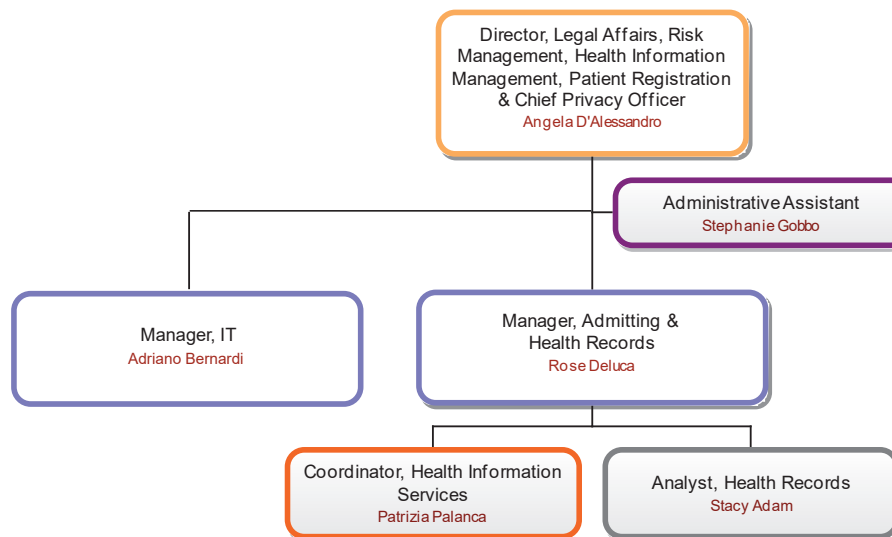 Director, Legal Affairs, Risk
Management, Health Information
Management, Patient Registration
& Chief Privacy Officer
Angela D'Alessandro
Administrative Assistant
Stephanie Gobbo
Manager, IT
Adriano Bernardi
Manager, Admitting &
Health Records
Rose Deluca
Coordinator, Health Information
Services
Patrizia Palanca
Analyst, Health Records
Stacy Adam